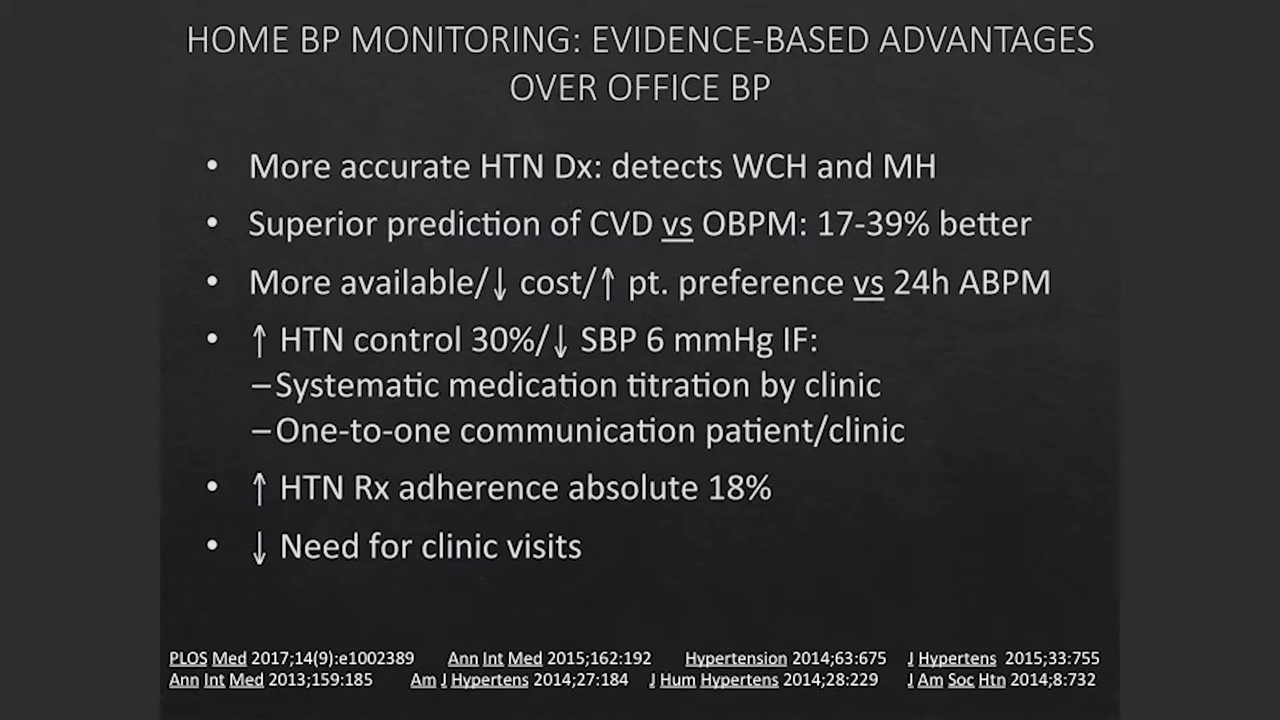 HOME BP MONITORING: EVIDENCE-BASED ADVANTAGES
OVER OFFICE BP
• More accurate HTN Dx: detects WCH and MH
• Superior prediction of CVD vs OBPM: 17-39% better
• More available/↓ cost/↑ pt. preference vs 24h ABPM
• ↑ HTN control 30%/↓ SBP 6 mmHg IF:
–Systematic medication titration by clinic
–One-to-one communication patient/clinic
• ↑ HTN Rx adherence absolute 18%
• ↓ Need for clinic visits
PLOS Med 2017;14(9):e1002389 Ann Int Med 2015;162:192 Hypertension 2014;63:675 J Hypertens 2015;33:755
Ann Int Med 2013;159:185 Am J Hypertens 2014;27:184 J Hum Hypertens 2014;28:229 J Am Soc Htn 2014;8:732